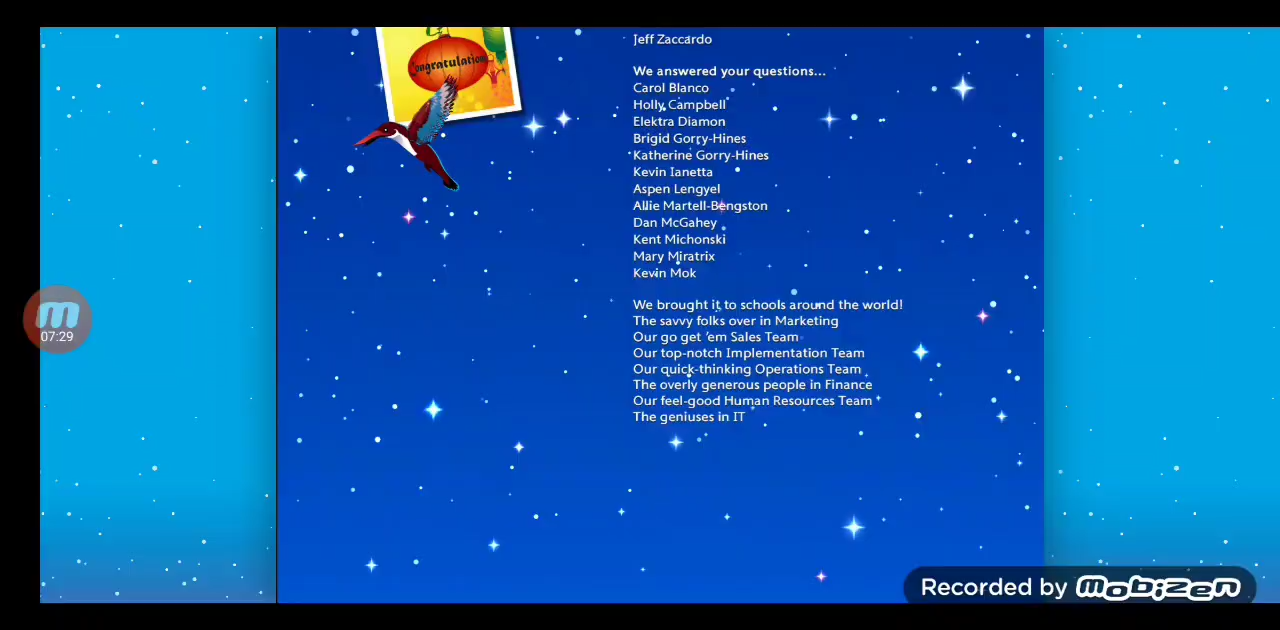 Congratulation
Jeff Zaccardo
We answered your questions...
Carol Blanco
Holly Campbell
Elektra Diamon
Brigid Gorry-Hines
Katherine Gorry-Hines
Kevin Ianetta
Aspen Lengyel
Allie Martell-Bengston
Dan McGahey
Kent Michonski
Mary Miratrix
Kevin Mok
We brought it to schools around the world!
The savvy folks over in Marketing
Our go get 'em Sales Team
Our top-notch Implementation Team
Our quick-thinking Operations Team
The overly generous people in Finance
Our feel-good Human Resources Team
The geniuses in IT
m
07:29
Recorded by mobizen